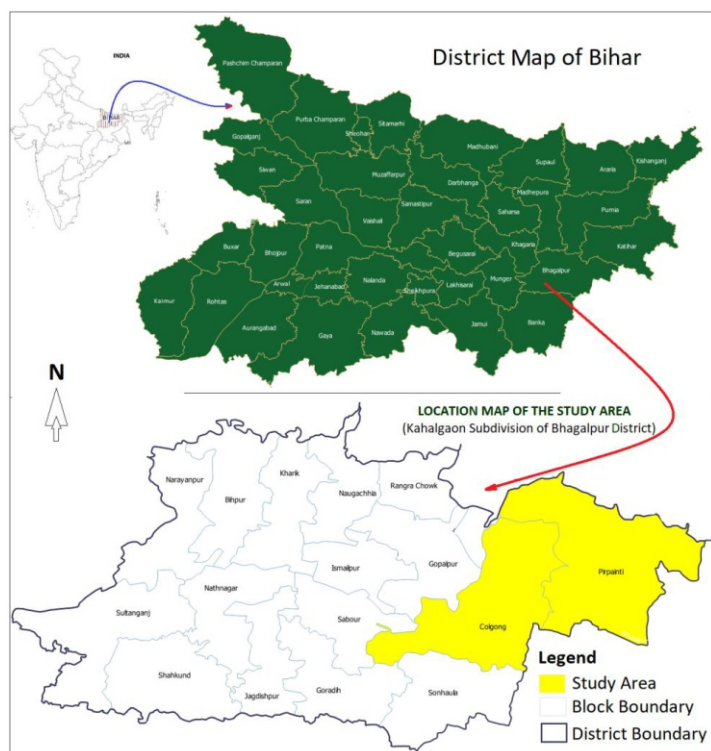 INDIA
BIHAR
District Map of Bihar
Pashchim Champaran
Purba Champaran
Sheohar
Sitamarhi
Gopalganj
Siwan
Muzaffarpur
Madhubani
Supaul
Araria
Kishanganj
Darbhanga
Madhepura
Saran
Vaishali
Samastipur
Saharsa
Purnia
Buxar
Bhojpur
Patna
Begusarai
Khagaria
Katihar
Kaimur
Rohtas
Arwal
Jehanabad
Nalanda
Sheikhpura
Lakhisarai
Munger
Bhagalpur
Aurangabad
Gaya
Nawada
Jamui
Banka
N
LOCATION MAP OF THE STUDY AREA
(Kahalgaon Subdivision of Bhagalpur District)
Narayanpur
Bihpur
Kharik
Naugachhia
Rangra Chowk
Ismailpur
Gopalpur
Pirpainti
Sultanganj
Nathnagar
Sabour
Colgong
Shahkund
Jagdishpur
Goradih
Sonhaula
Legend
Study Area
Block Boundary
District Boundary